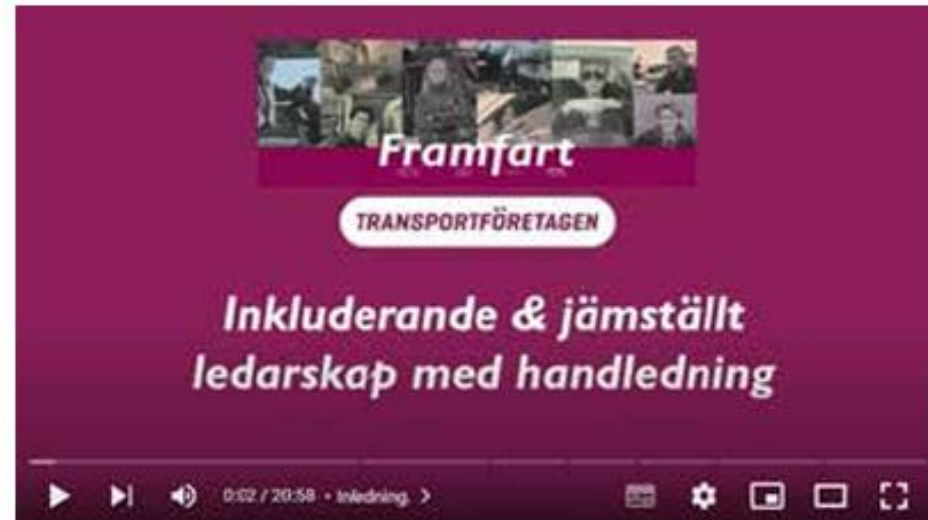 Framfart
TRANSPORTFÖRETAGEN
Inkluderande & jämställt
ledarskap med handledning
0:02 / 20:58 • Inledning. >